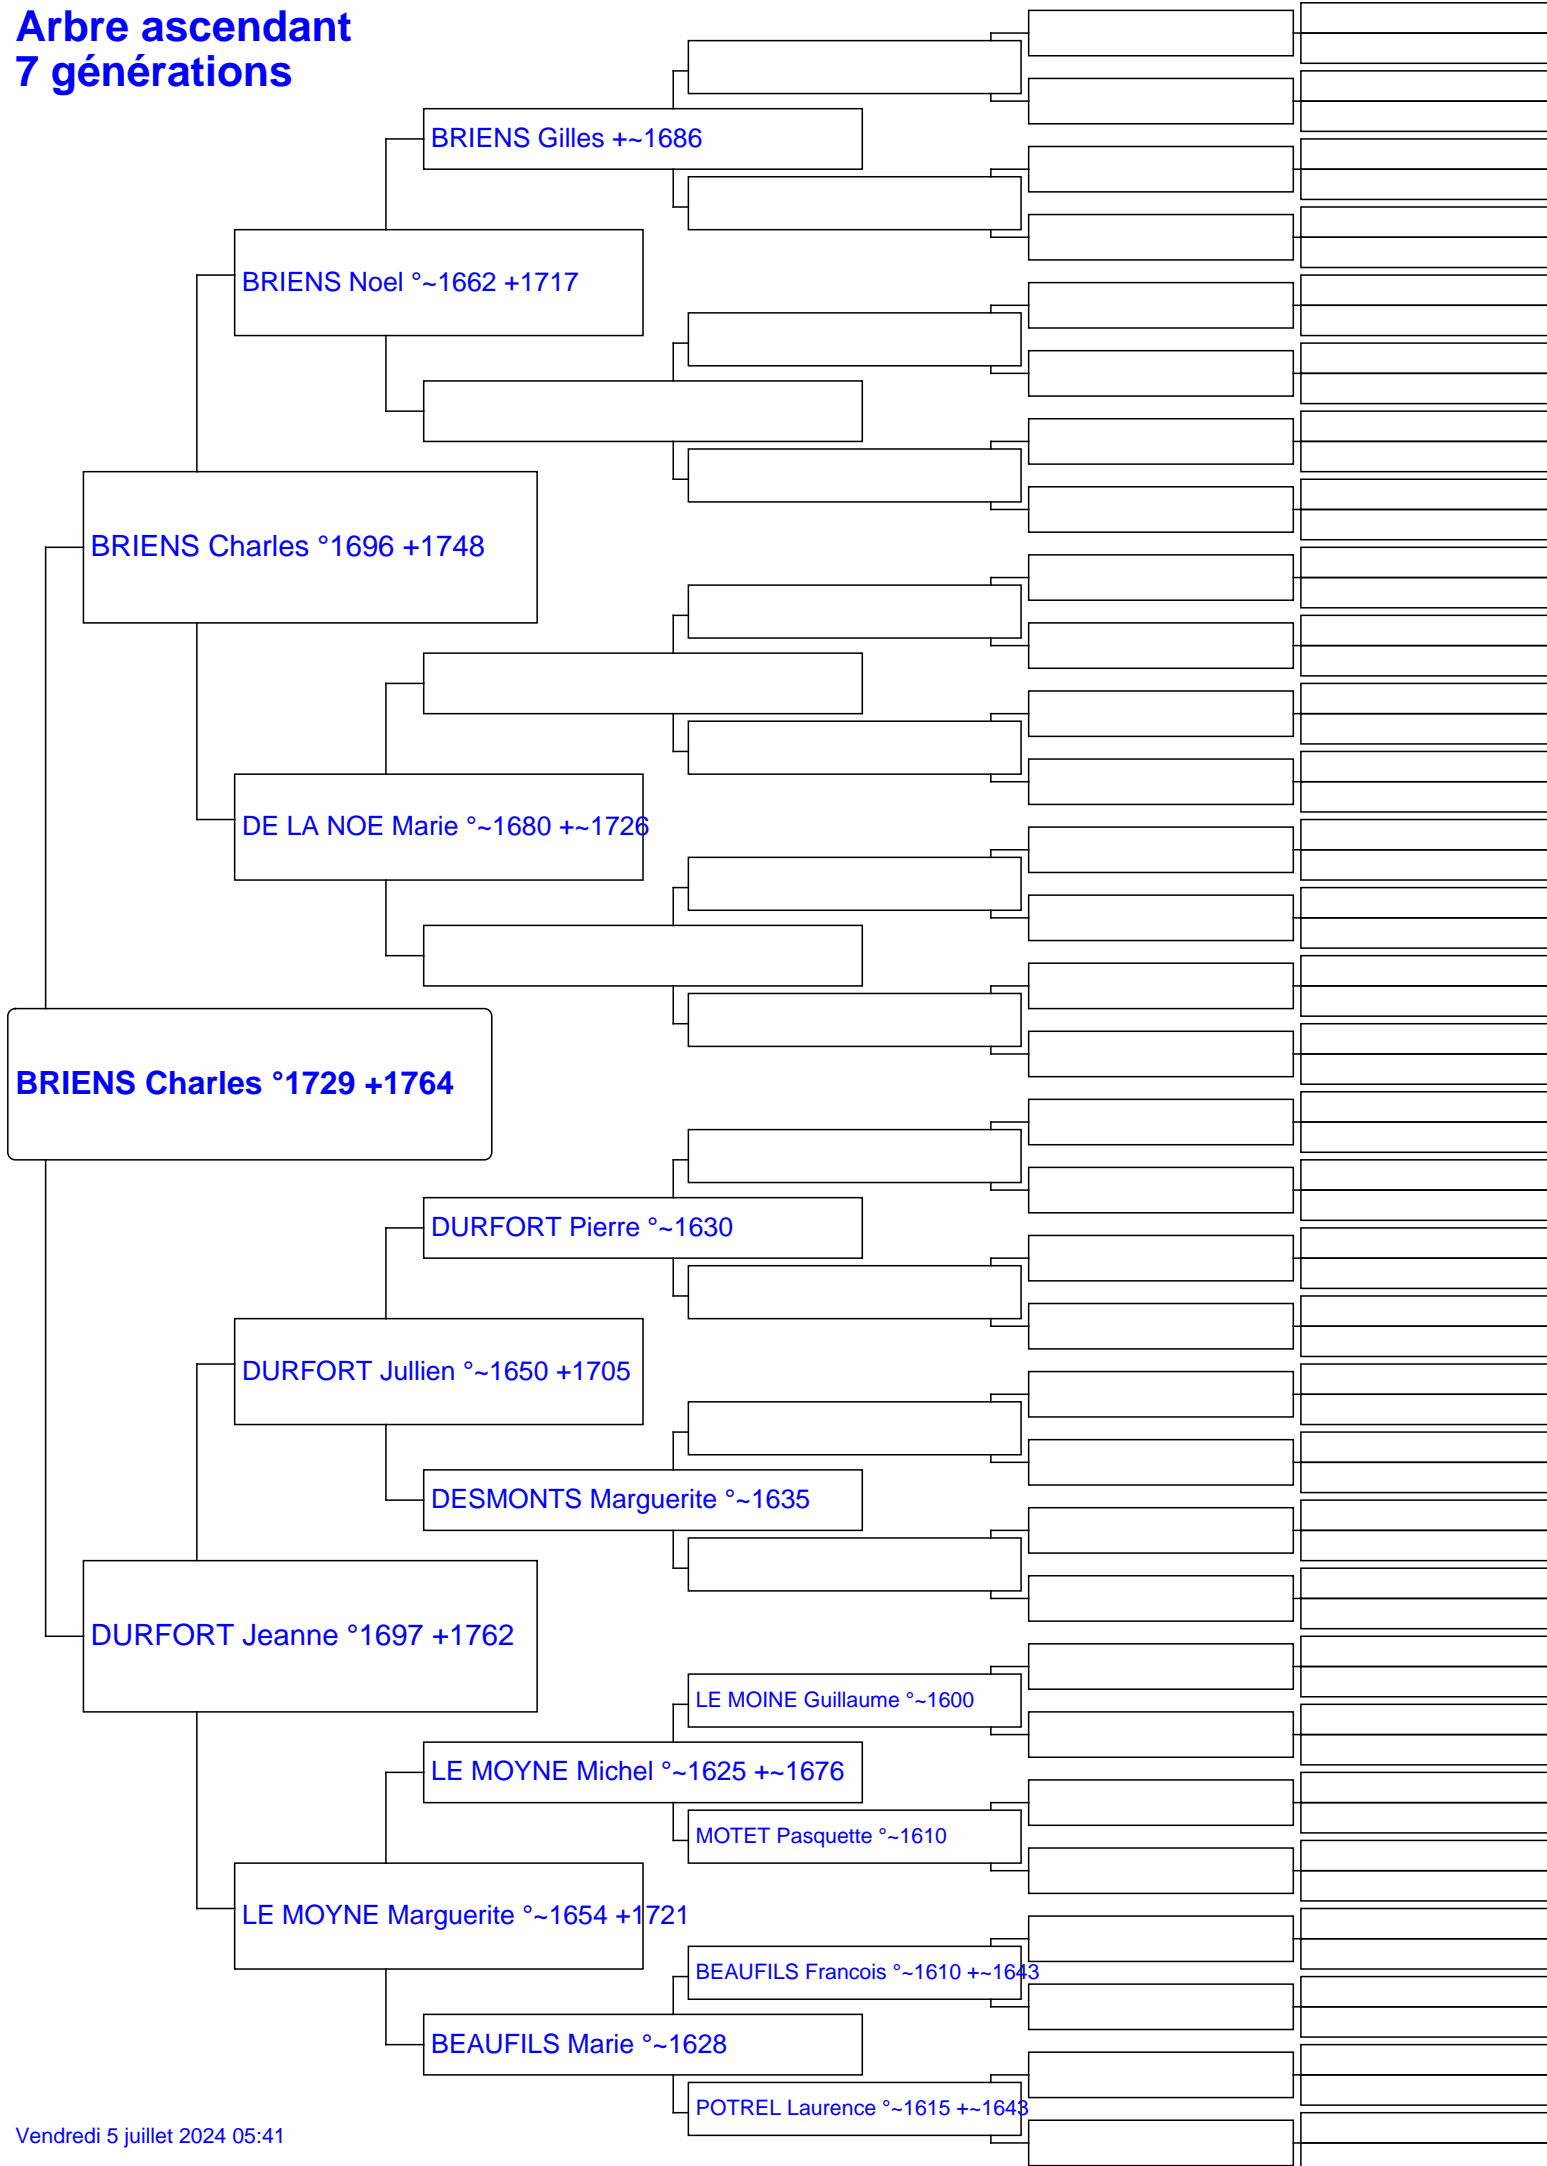 Arbre ascendant
7 générations
BRIENS Gilles +~1686
BRIENS Noel °~1662 +1717
BRIENS Charles °1696 +1748
DE LA NOE Marie °~1680 +~1726
BRIENS Charles °1729 +1764
DURFORT Pierre °~1630
DURFORT Jullien °~1650 +1705
DESMONTS Marguerite °~1635
DURFORT Jeanne °1697 +1762
LE MOINE Guillaume °~1600
LE MOYNE Michel °~1625 +~1676
MOTET Pasquette °~1610
LE MOYNE Marguerite °~1654 +1721
BEAUFILS Francois °~1610 +~1643
BEAUFILS Marie °~1628
POTREL Laurence °~1615 +~1643
Vendredi 5 juillet 2024 05:41